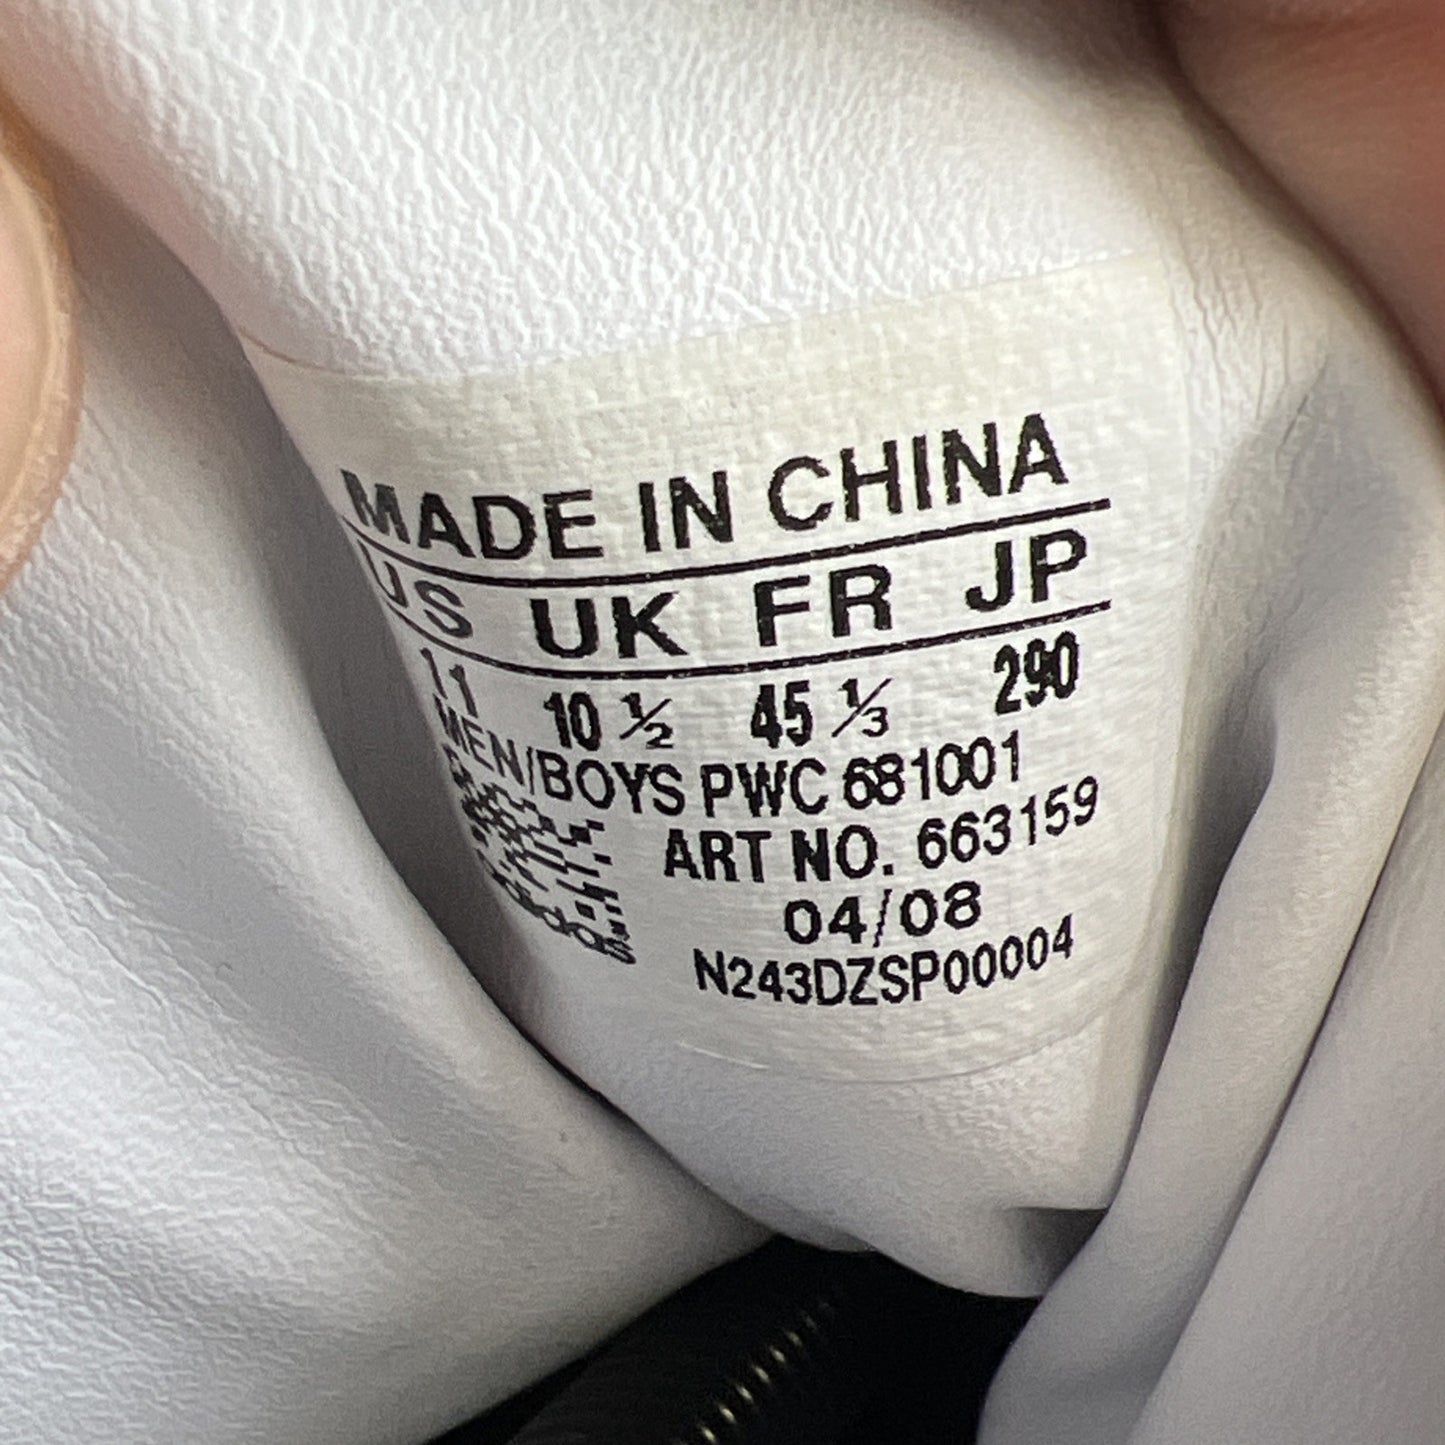 MADE IN CHINA
US UK FR JP
11 10 ½ 45 ⅓ 290
MEN/BOYS PWC 681001
ART NO. 663159
04/08
N243DZSP00004